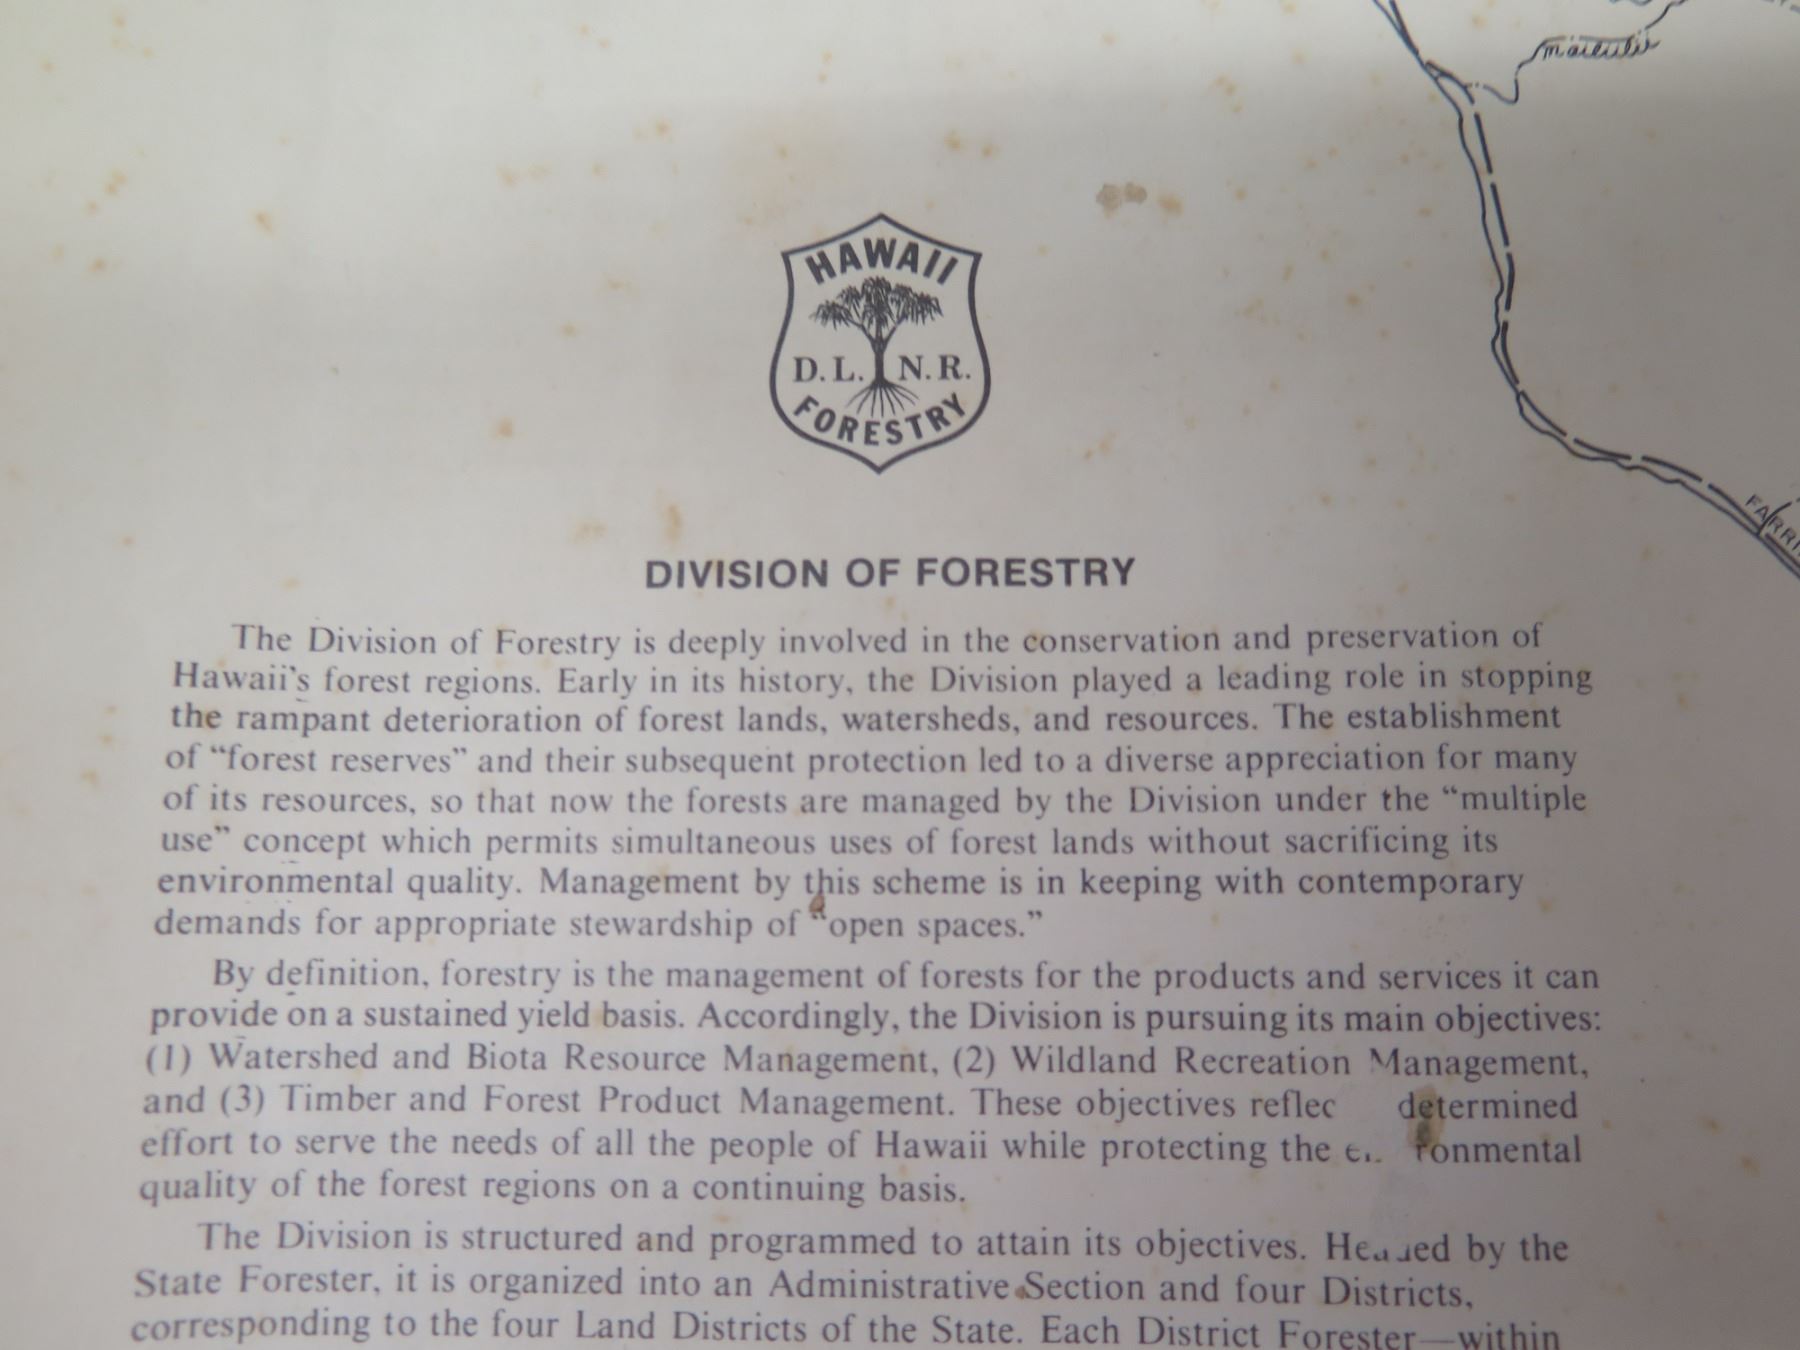 Maiulii
HAWAII
D. L. N. R.
FORESTRY
DIVISION OF FORESTRY
The Division of Forestry is deeply involved in the conservation and preservation of
Hawaii's forest regions. Early in its history, the Division played a leading role in stopping
the rampant deterioration of forest lands, watersheds, and resources. The establishment
of “forest reserves” and their subsequent protection led to a diverse appreciation for many
of its resources, so that now the forests are managed by the Division under the “multiple
use” concept which permits simultaneous uses of forest lands without sacrificing its
environmental quality. Management by this scheme is in keeping with contemporary
demands for appropriate stewardship of “open spaces.”
By definition, forestry is the management of forests for the products and services it can
provide on a sustained yield basis. Accordingly, the Division is pursuing its main objectives:
(1) Watershed and Biota Resource Management, (2) Wildland Recreation Management,
and (3) Timber and Forest Product Management. These objectives reflec determined
effort to serve the needs of all the people of Hawaii while protecting the ronmental
quality of the forest regions on a continuing basis.
The Division is structured and programmed to attain its objectives. Headed by the
State Forester, it is organized into an Administrative Section and four Districts,
corresponding to the four Land Districts of the State. Each District Forester—within